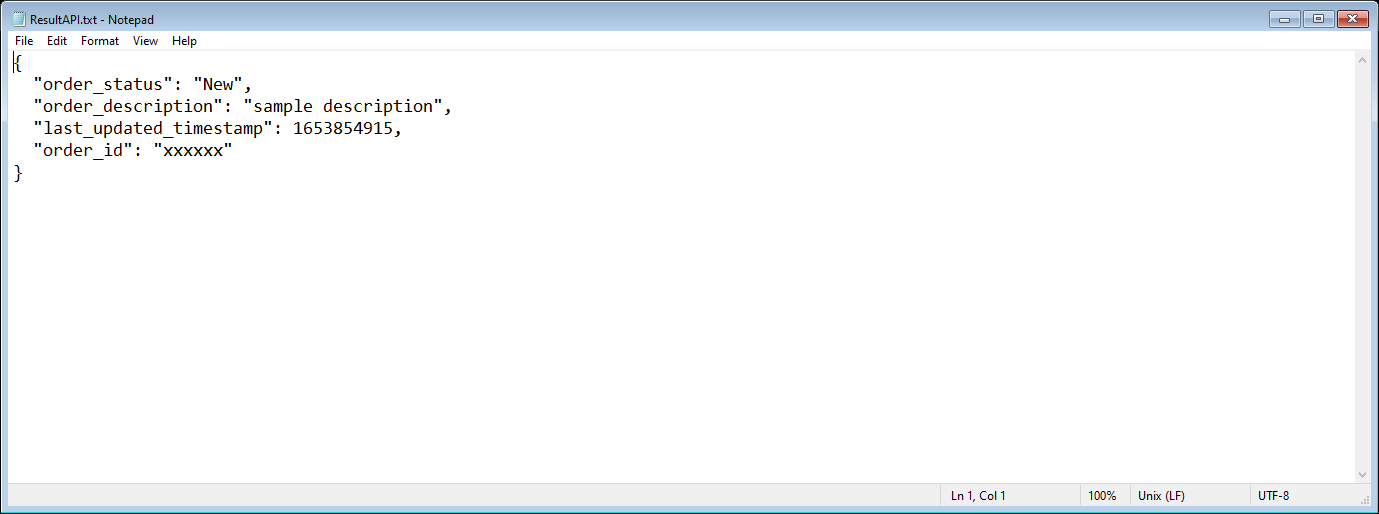 ResultAPI.txt - Notepad
File Edit Format View Help
{
  "order_status": "New",
  "order_description": "sample description",
  "last_updated_timestamp": 1653854915,
  "order_id": "xxxxxx"
}
Ln 1, Col 1 100% Unix (LF) UTF-8